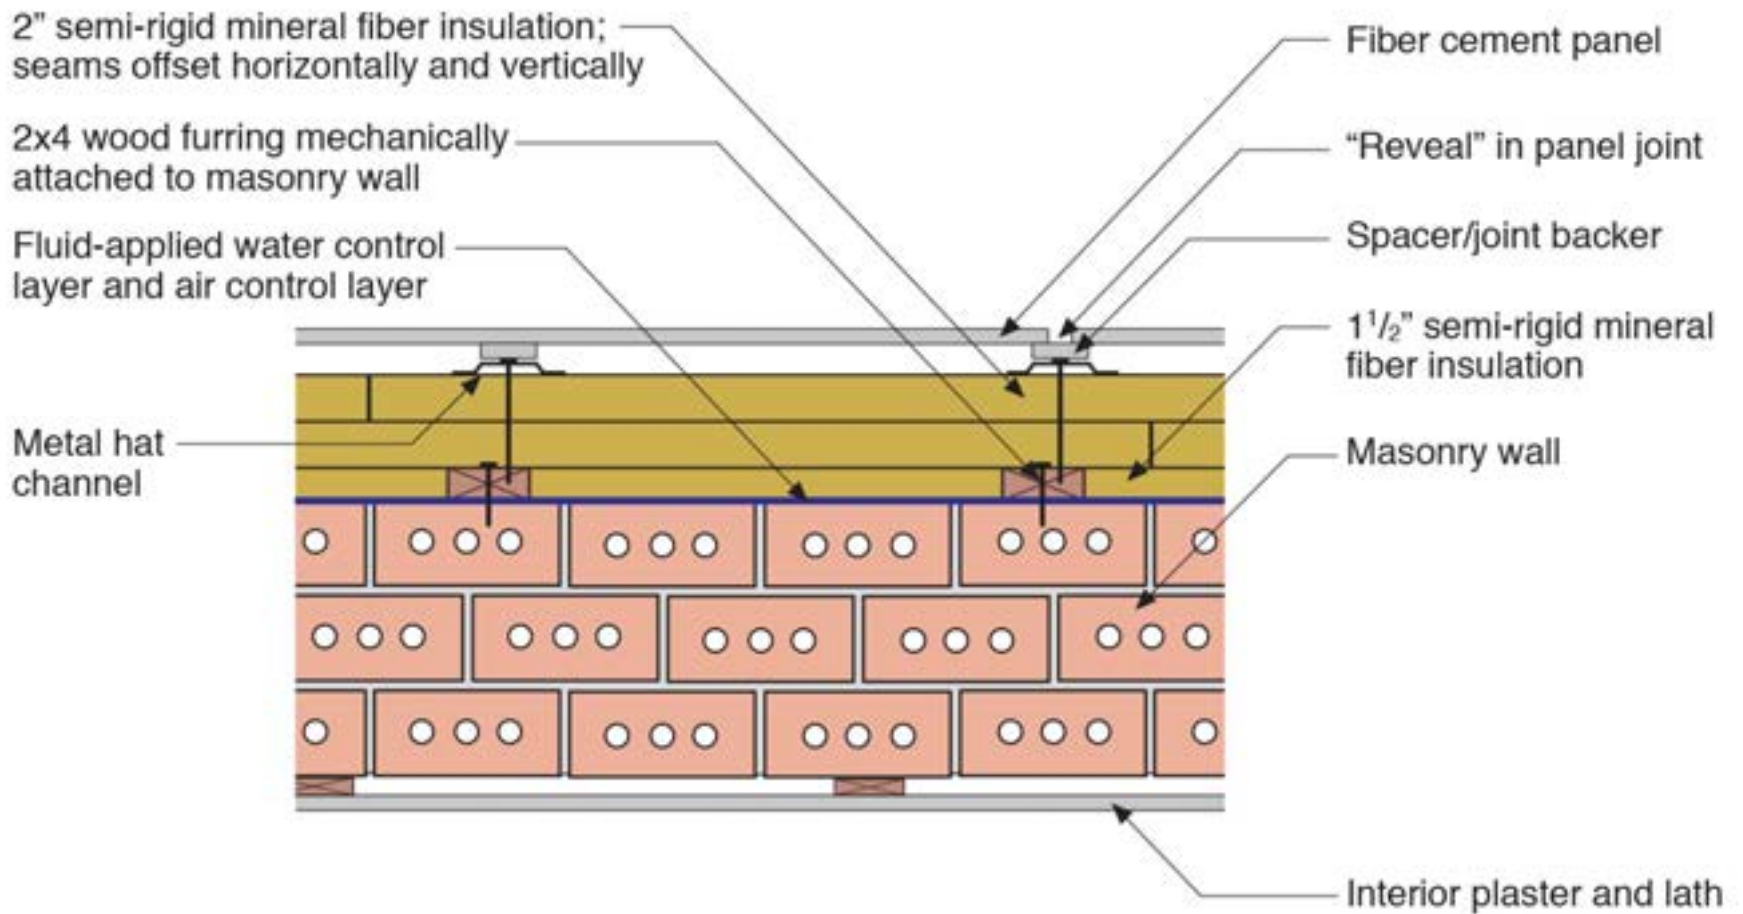 2” semi-rigid mineral fiber insulation;
seams offset horizontally and vertically
2x4 wood furring mechanically
attached to masonry wall
Fluid-applied water control
layer and air control layer
Metal hat
channel
Fiber cement panel
“Reveal” in panel joint
Spacer/joint backer
1¹/₂” semi-rigid mineral
fiber insulation
Masonry wall
Interior plaster and lath